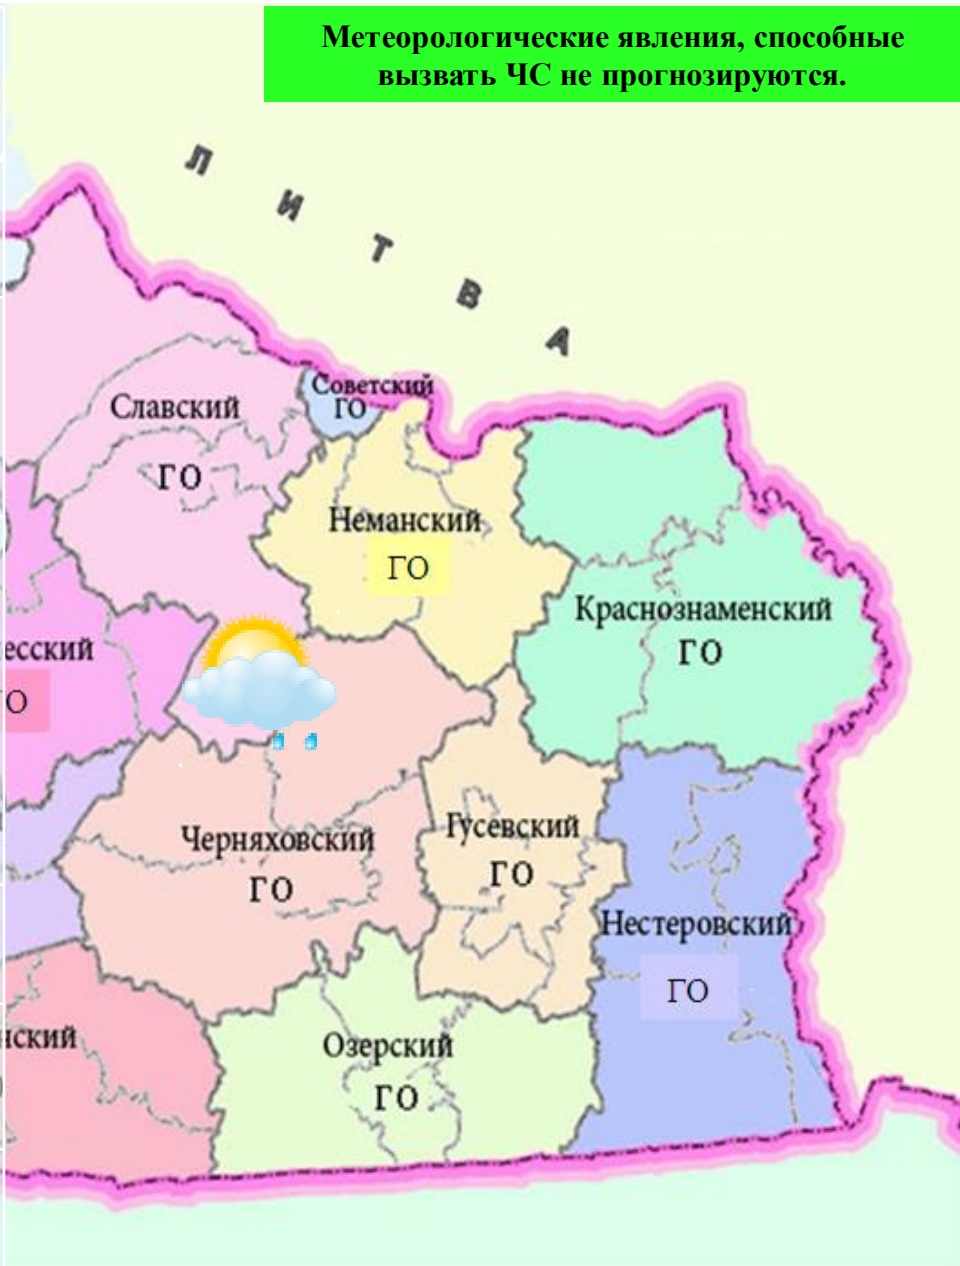 Метеорологические явления, способные
вызвать ЧС не прогнозируются.
ЛИТВА
Советский
ГО
Славский
ГО
Неманский
ГО
Краснознаменский
ГО
есский
О
Черняховский
ГО
Гусевский
ГО
Нестеровский
ГО
нский
Озерский
ГО